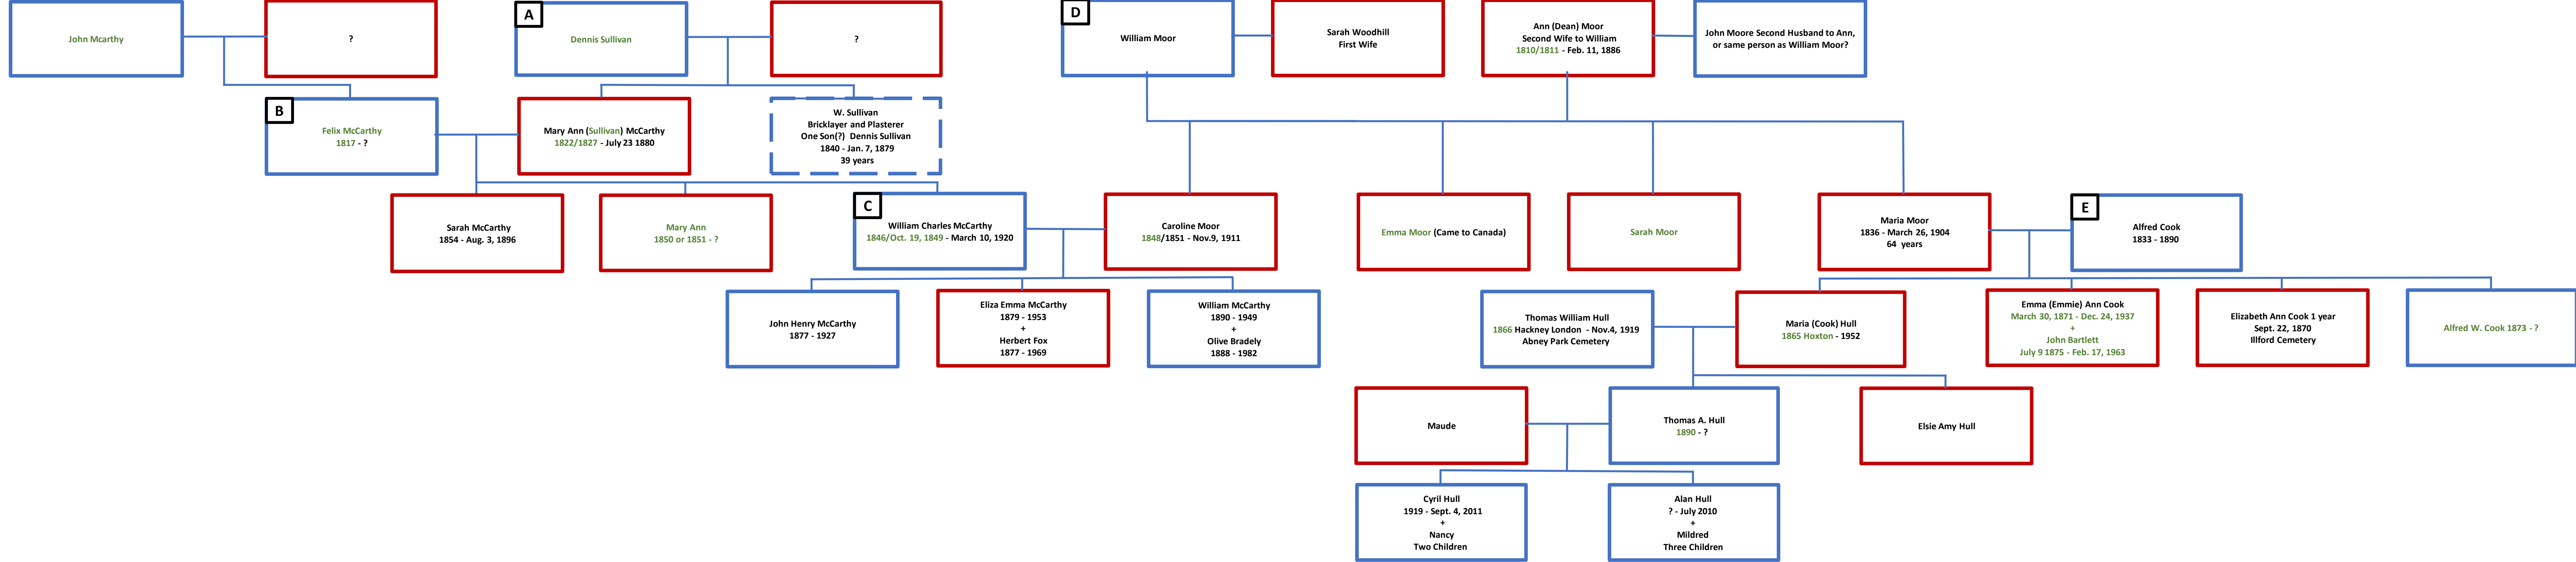 John Mcarthy
?
A
Dennis Sullivan
?
D
William Moor
Sarah Woodhill
First Wife
Ann (Dean) Moor
Second Wife to William
1810/1811 - Feb. 11, 1886
John Moore Second Husband to Ann,
or same person as William Moor?
B
Felix McCarthy
1817 - ?
Mary Ann (Sullivan) McCarthy
1822/1827 - July 23 1880
W. Sullivan
Bricklayer and Plasterer
One Son(?)  Dennis Sullivan
1840 - Jan. 7, 1879
39 years
Sarah McCarthy
1854 - Aug. 3, 1896
Mary Ann
1850 or 1851 - ?
C
William Charles McCarthy
1846/Oct. 19, 1849 - March 10, 1920
Caroline Moor
1848/1851 - Nov.9, 1911
Emma Moor (Came to Canada)
Sarah Moor
Maria Moor
1836 - March 26, 1904
64  years
E
Alfred Cook
1833 - 1890
John Henry McCarthy
1877 - 1927
Eliza Emma McCarthy
1879 - 1953
+
Herbert Fox
1877 - 1969
William McCarthy
1890 - 1949
+
Olive Bradely
1888 - 1982
Thomas William Hull
1866 Hackney London  - Nov.4, 1919
Abney Park Cemetery
Maria (Cook) Hull
1865 Hoxton - 1952
Emma (Emmie) Ann Cook
March 30, 1871 - Dec. 24, 1937
+
John Bartlett
July 9 1875 - Feb. 17, 1963
Elizabeth Ann Cook 1 year
Sept. 22, 1870
Illford Cemetery
Alfred W. Cook 1873 - ?
Maude
Thomas A. Hull
1890 - ?
Elsie Amy Hull
Cyril Hull
1919 - Sept. 4, 2011
+
Nancy
Two Children
Alan Hull
? - July 2010
+
Mildred
Three Children